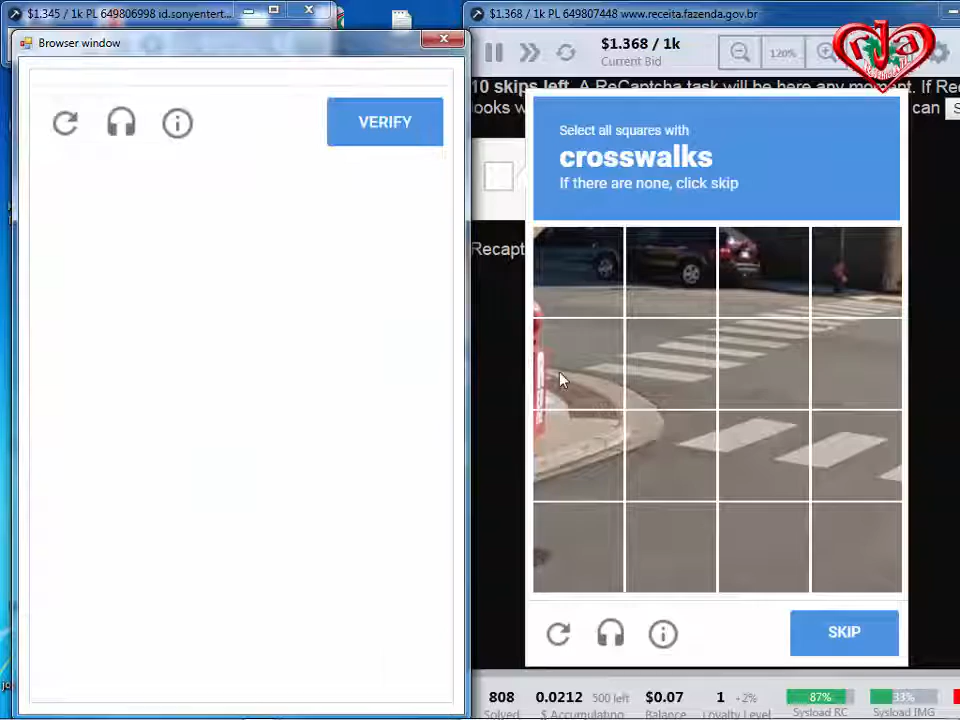 $1.345 / 1k PL 649806998 id.sonyentert...
Browser window
VERIFY
$1.368 / 1k PL 649807448 www.receita.fazenda.gov.br
$1.368 / 1k
Current Bid
120%
10 skips left. A ReCaptcha task will be here any moment. If Rec
looks w
can
S
Recapt
Select all squares with
crosswalks
If there are none, click skip
SKIP
808
Solved
0.0212
500 left
$ Accumulating
$0.07
Balance
1
+2%
Loyalty Level
87%
Sysload RC
33%
Sysload IMG